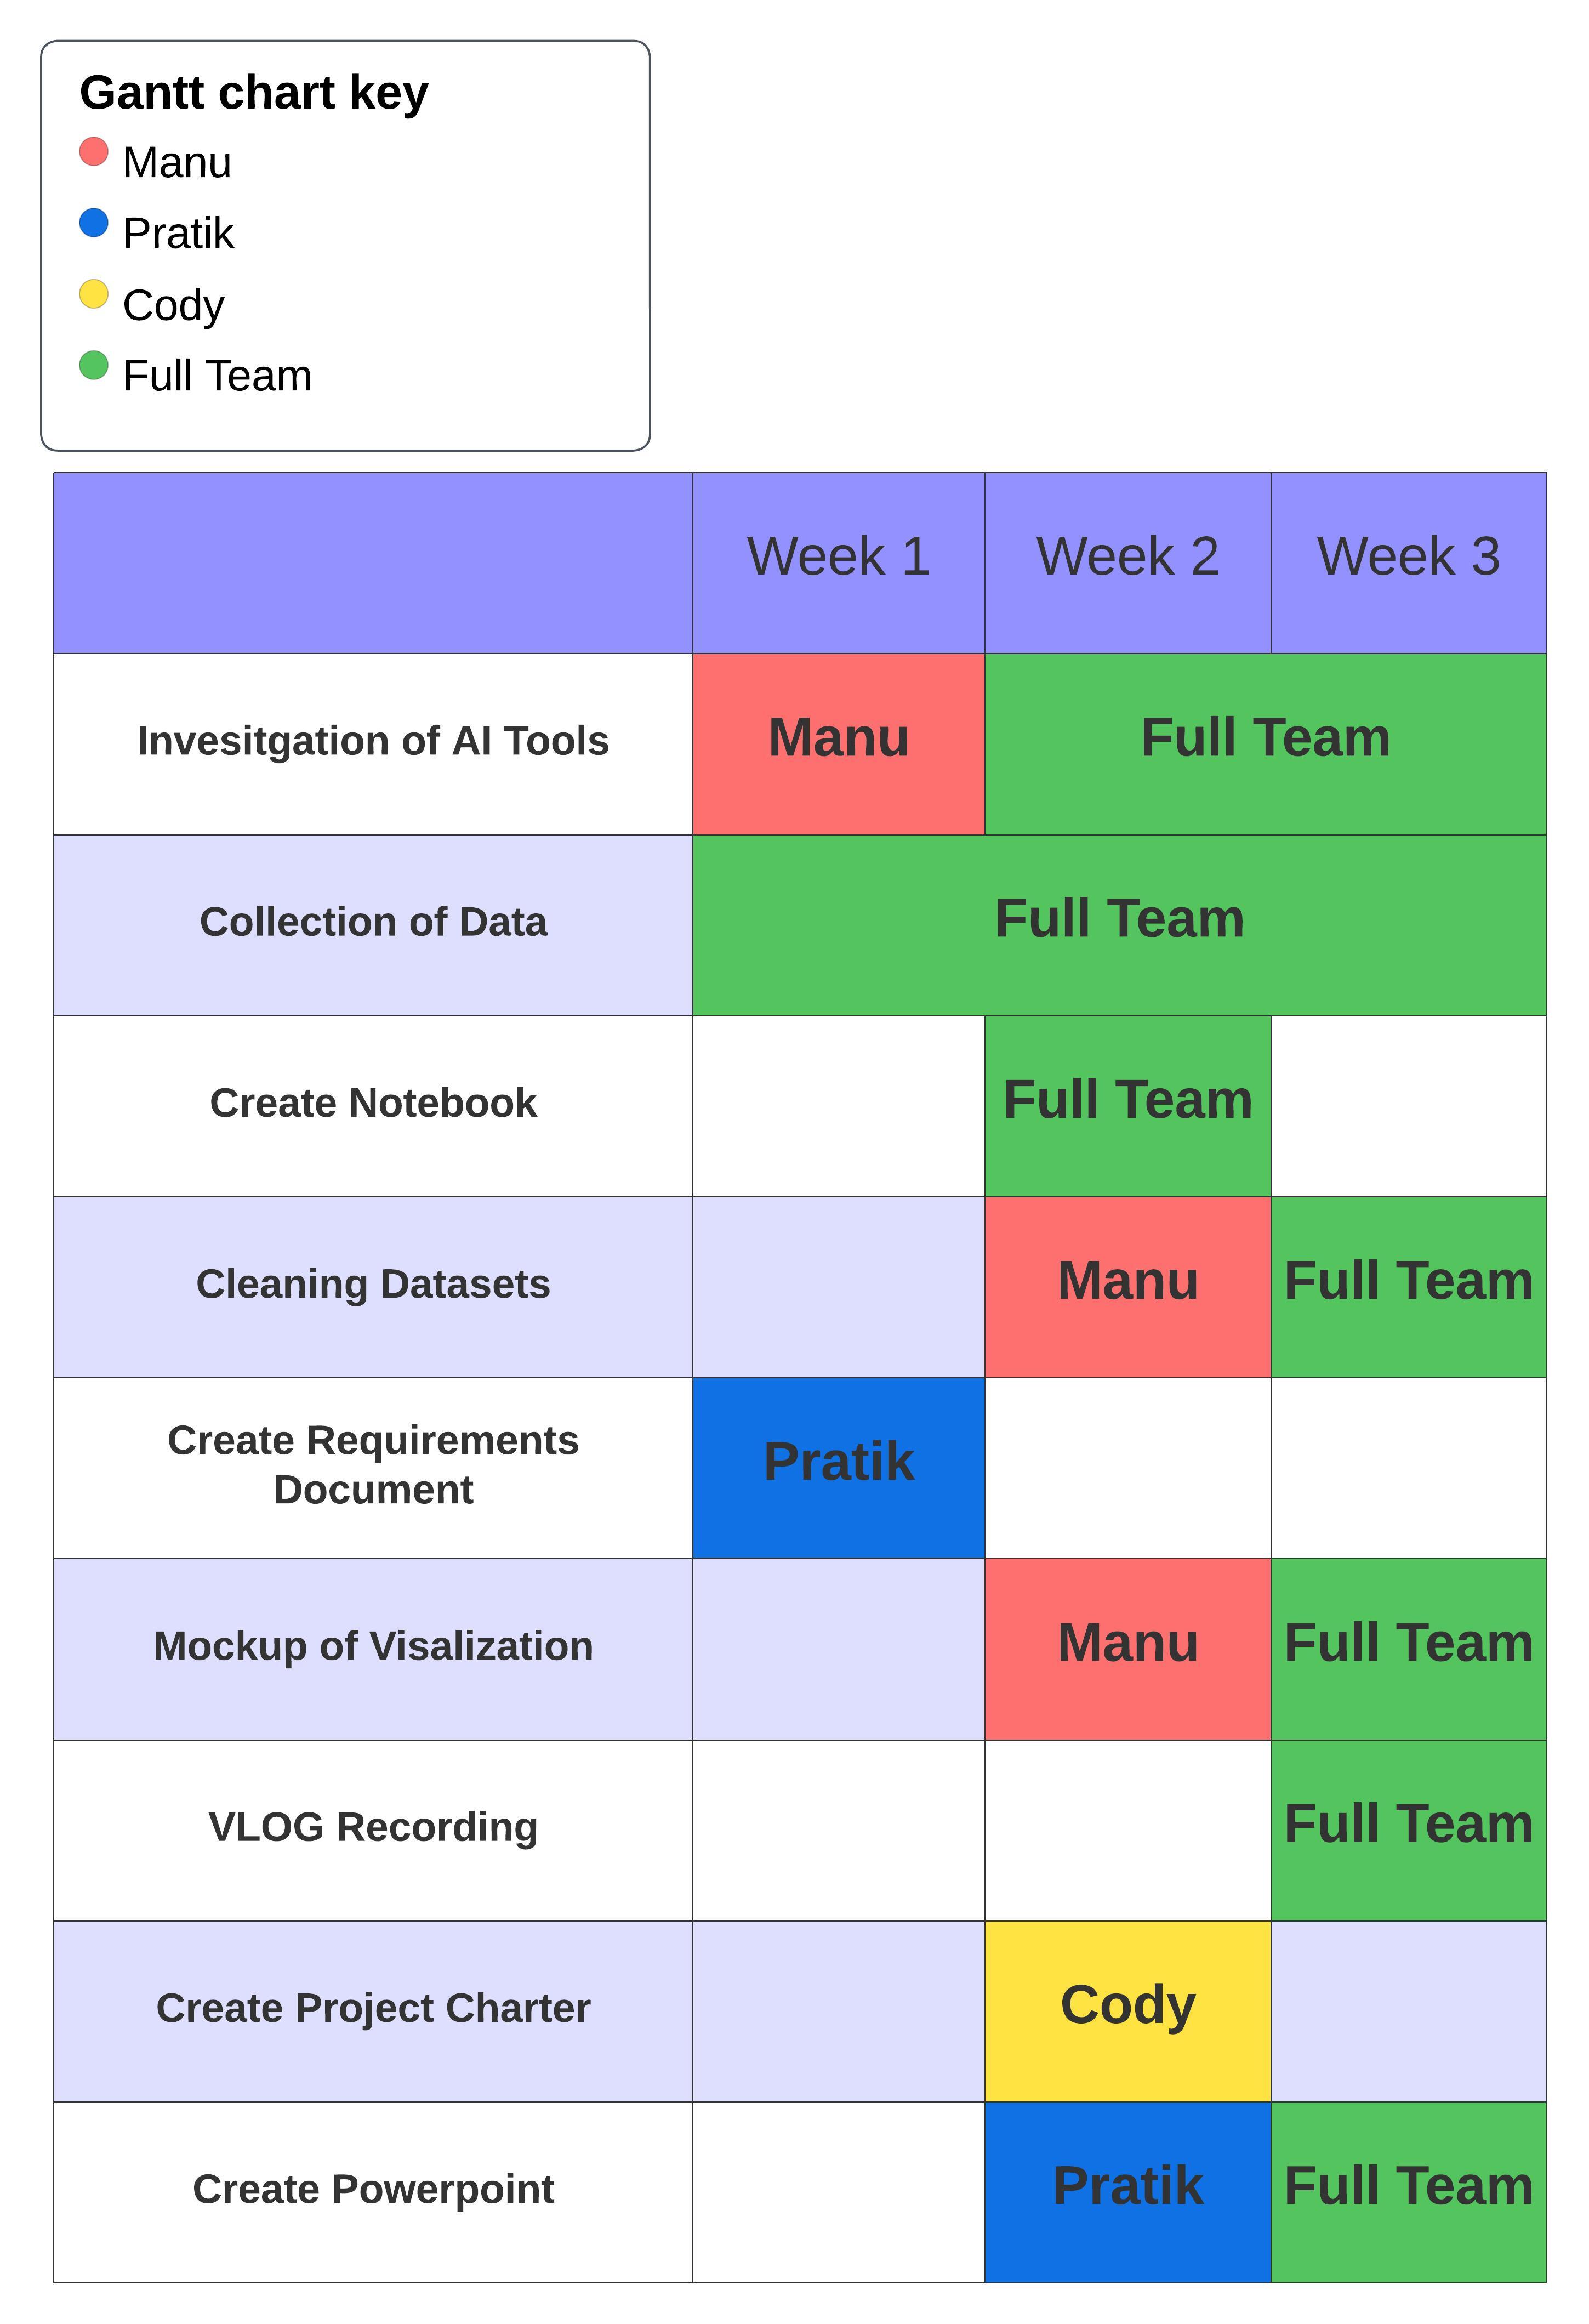 Gantt chart key
Manu
Pratik
Cody
Full Team
Week 1 Week 2 Week 3
Invesitgation of AI Tools Manu Full Team
Collection of Data Full Team
Create Notebook Full Team
Cleaning Datasets Manu Full Team
Create Requirements
Document Pratik
Mockup of Visalization Manu Full Team
VLOG Recording Full Team
Create Project Charter Cody
Create Powerpoint Pratik Full Team